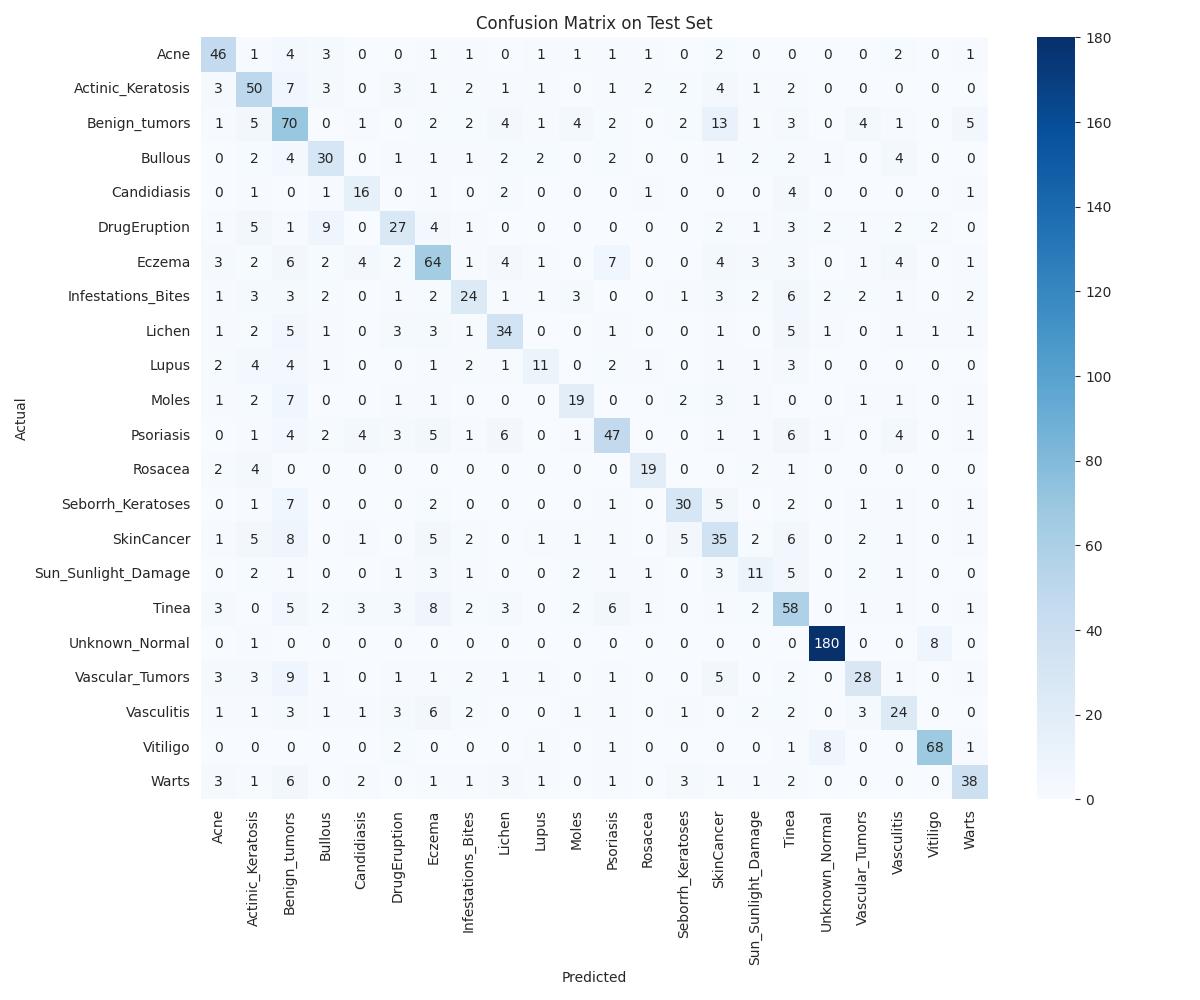 Confusion Matrix on Test Set
Acne 46 1 4 3 0 0 1 1 0 1 1 1 1 0 2 0 0 0 0 2 0 1
Actinic_Keratosis 3 50 7 3 0 3 1 2 1 1 0 1 2 2 4 1 2 0 0 0 0 0
Benign_tumors 1 5 70 0 1 0 2 2 4 1 4 2 0 2 13 1 3 0 4 1 0 5
Bullous 0 2 4 30 0 1 1 1 2 2 0 2 0 0 1 2 2 1 0 4 0 0
Candidiasis 0 1 0 1 16 0 1 0 2 0 0 0 1 0 0 0 4 0 0 0 0 1
DrugEruption 1 5 1 9 0 27 4 1 0 0 0 0 0 0 2 1 3 2 1 2 2 0
Eczema 3 2 6 2 4 2 64 1 4 1 0 7 0 0 4 3 3 0 1 4 0 1
Infestations_Bites 1 3 3 2 0 1 2 24 1 1 3 0 0 1 3 2 6 2 2 1 0 2
Lichen 1 2 5 1 0 3 3 1 34 0 0 1 0 0 1 0 5 1 0 1 1 1
Lupus 2 4 4 1 0 0 1 2 1 11 0 2 1 0 1 1 3 0 0 0 0 0
Moles 1 2 7 0 0 1 1 0 0 0 19 0 0 2 3 1 0 0 1 1 0 1
Psoriasis 0 1 4 2 4 3 5 1 6 0 1 47 0 0 1 1 6 1 0 4 0 1
Rosacea 2 4 0 0 0 0 0 0 0 0 0 0 19 0 0 2 1 0 0 0 0 0
Seborrh_Keratoses 0 1 7 0 0 0 2 0 0 0 0 1 0 30 5 0 2 0 1 1 0 1
SkinCancer 1 5 8 0 1 0 5 2 0 1 1 1 0 5 35 2 6 0 2 1 0 1
Sun_Sunlight_Damage 0 2 1 0 0 1 3 1 0 0 2 1 1 0 3 11 5 0 2 1 0 0
Tinea 3 0 5 2 3 3 8 2 3 0 2 6 1 0 1 2 58 0 1 1 0 1
Unknown_Normal 0 1 0 0 0 0 0 0 0 0 0 0 0 0 0 0 0 180 0 0 8 0
Vascular_Tumors 3 3 9 1 0 1 1 2 1 1 0 1 0 0 5 0 2 0 28 1 0 1
Vasculitis 1 1 3 1 1 3 6 2 0 0 1 1 0 1 0 2 2 0 3 24 0 0
Vitiligo 0 0 0 0 0 2 0 0 0 1 0 1 0 0 0 0 1 8 0 0 68 1
Warts 3 1 6 0 2 0 1 1 3 1 0 1 0 3 1 1 2 0 0 0 0 38
Actual
Acne
Actinic_Keratosis
Benign_tumors
Bullous
Candidiasis
DrugEruption
Eczema
Infestations_Bites
Lichen
Lupus
Moles
Psoriasis
Rosacea
Seborrh_Keratoses
SkinCancer
Sun_Sunlight_Damage
Tinea
Unknown_Normal
Vascular_Tumors
Vasculitis
Vitiligo
Warts
Predicted
180
160
140
120
100
80
60
40
20
0